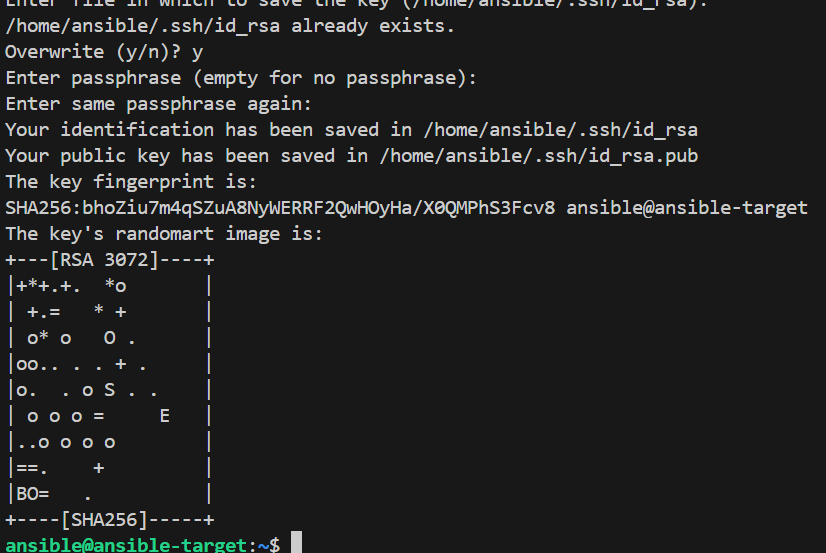 Enter file in which to save the key (/home/ansible/.ssh/id_rsa):
/home/ansible/.ssh/id_rsa already exists.
Overwrite (y/n)? y
Enter passphrase (empty for no passphrase):
Enter same passphrase again:
Your identification has been saved in /home/ansible/.ssh/id_rsa
Your public key has been saved in /home/ansible/.ssh/id_rsa.pub
The key fingerprint is:
SHA256:bhoZiu7m4qSZuA8NyWERRF2QwHOyHa/X0QMPhS3Fcv8 ansible@ansible-target
The key's randomart image is:
+---[RSA 3072]----+
|+*+.+.  *o       |
| +.=   * +       |
| o* o   O .      |
|oo.. . . + .     |
|o.  . o S . .    |
| o o o =     E   |
|..o o o o        |
|==.    +         |
|BO=   .          |
+----[SHA256]-----+
ansible@ansible-target:~$